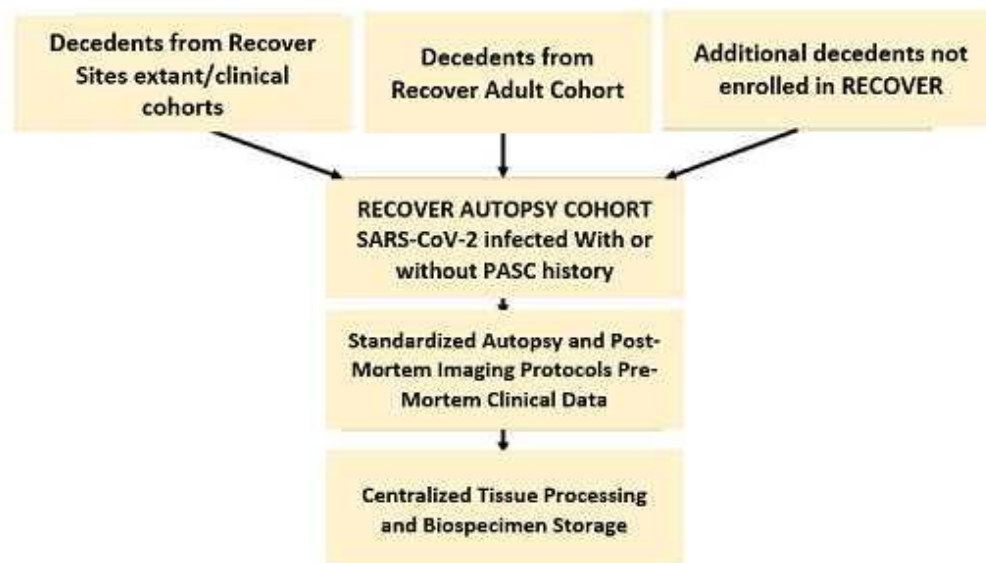 Decedents from Recover
Sites extant/clinical
cohorts
Decedents from
Recover Adult Cohort
Additional decedents not
enrolled in RECOVER
RECOVER AUTOPSY COHORT
SARS-CoV-2 infected With or
without PASC history
Standardized Autopsy and Post-
Mortem Imaging Protocols Pre-
Mortem Clinical Data
Centralized Tissue Processing
and Biospecimen Storage